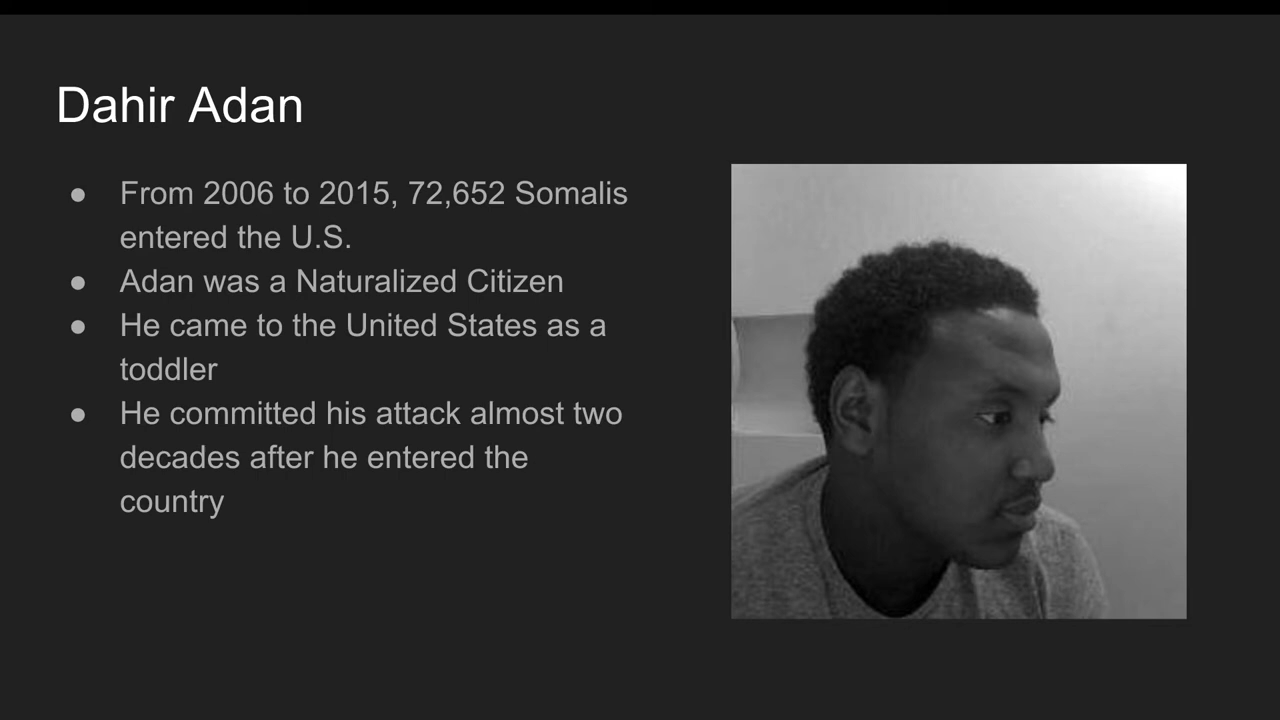 Dahir Adan
● From 2006 to 2015, 72,652 Somalis
entered the U.S.
● Adan was a Naturalized Citizen
● He came to the United States as a
toddler
● He committed his attack almost two
decades after he entered the
country